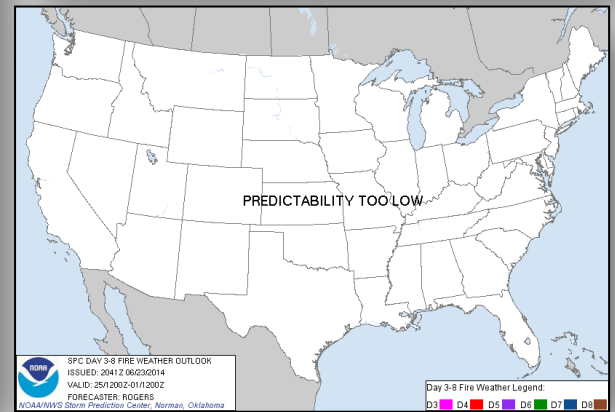 PREDICTABILITY TOO LOW
NOAA
SPC DAY 3-8 FIRE WEATHER OUTLOOK
ISSUED: 2041Z 06/23/2014
VALID: 25/1200Z-01/1200Z
FORECASTER: ROGERS
NOAA/NWS Storm Prediction Center, Norman, Oklahoma
Day 3-8 Fire Weather Legend:
D3 D4 D5 D6 D7 D8